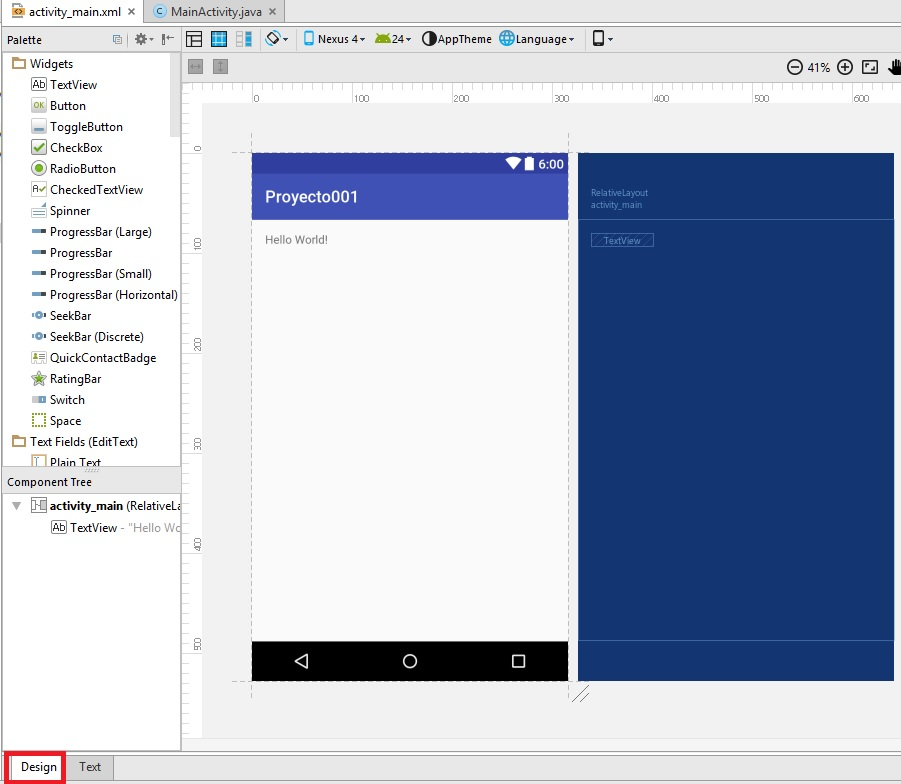 activity_main.xml
MainActivity.java
Palette
Nexus 4
24
AppTheme
Language
41%
Widgets
Ab TextView
OK Button
ToggleButton
CheckBox
RadioButton
A CheckedTextView
Spinner
ProgressBar (Large)
ProgressBar
ProgressBar (Small)
ProgressBar (Horizontal)
SeekBar
SeekBar (Discrete)
QuickContactBadge
RatingBar
Switch
Space
Text Fields (EditText)
Plain Text
Component Tree
activity_main (RelativeLa
Ab TextView - "Hello Wo
0 100 200 300 400 500 600
0
100
200
300
400
500
6:00
Proyecto001
Hello World!
RelativeLayout
activity_main
TextView
Design
Text